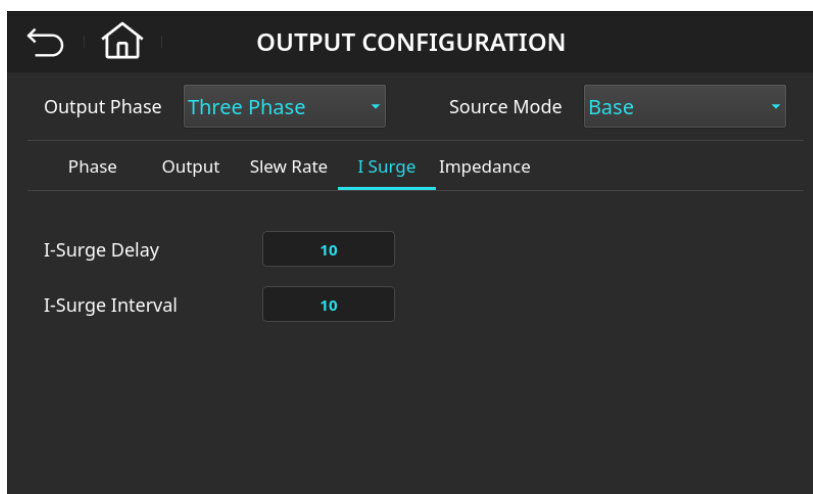 OUTPUT CONFIGURATION
Output Phase Three Phase Source Mode Base
Phase Output Slew Rate I Surge Impedance
I-Surge Delay 10
I-Surge Interval 10